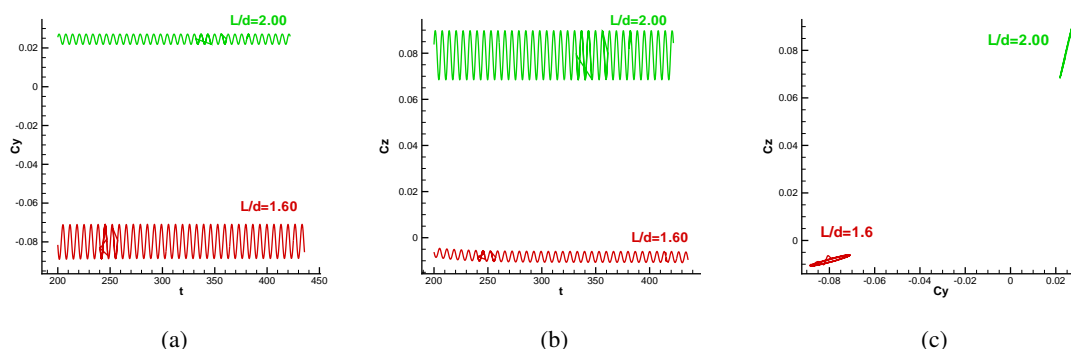 L/d=2.00
0.02
0
-0.02
-0.04
-0.06
-0.08
Cy
L/d=1.60
200 250 300 350 400 450
t
(a)
L/d=2.00
0.08
0.06
0.04
0.02
0
Cz
L/d=1.60
200 250 300 350 400
t
(b)
L/d=2.00
0.08
0.06
0.04
0.02
0
Cz
L/d=1.6
-0.08 -0.06 -0.04 -0.02 0 0.02
Cy
(c)